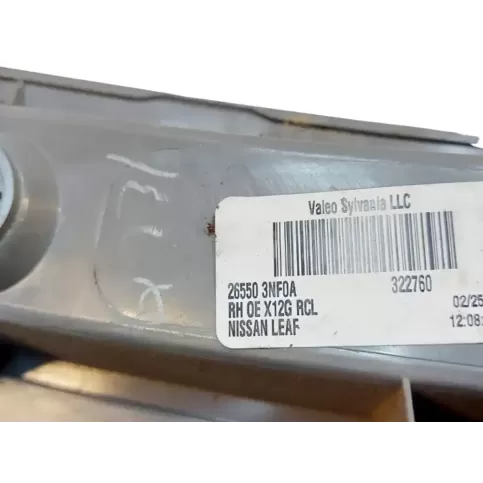 Valeo Sylvania LLC
26550 3NF0A 322760
RH OE X12G RCL 02/25
NISSAN LEAF 12:08: